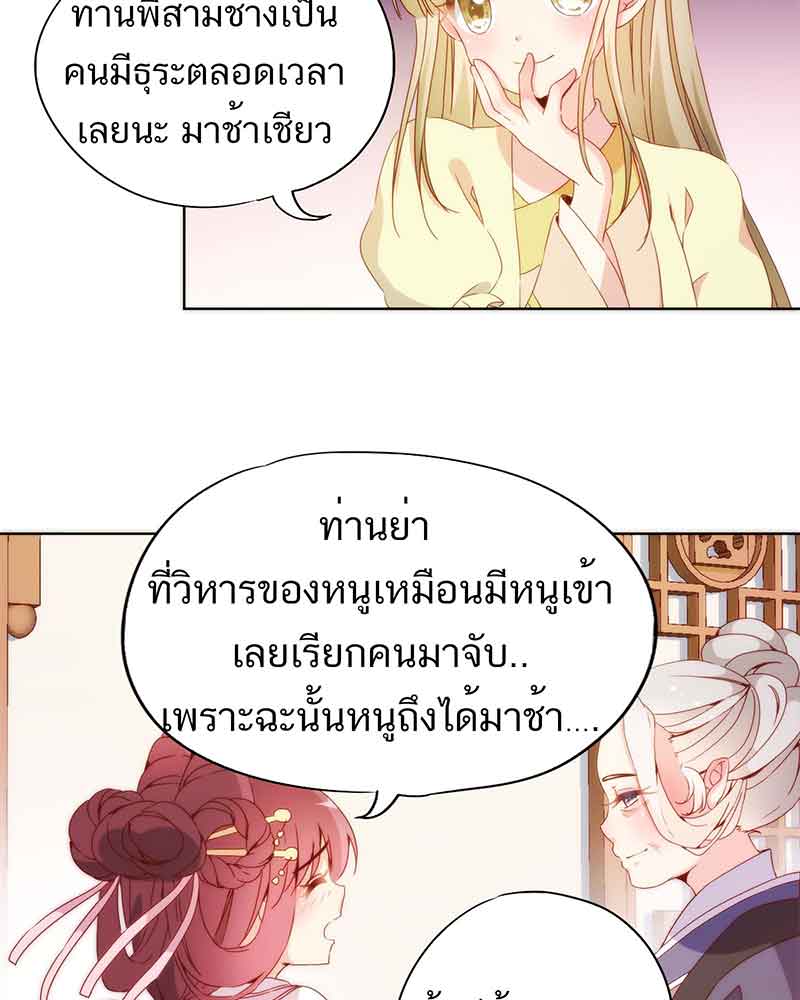 ท่านพี่สามช่างเป็น
คนมีธุระตลอดเวลา
เลยนะ มาช้าเชียว
ท่านย่า
ที่วิหารของหนูเหมือนมีหนูเข้า
เลยเรียกคนมาจับ..
เพราะฉะนั้นหนูถึงได้มาช้า....